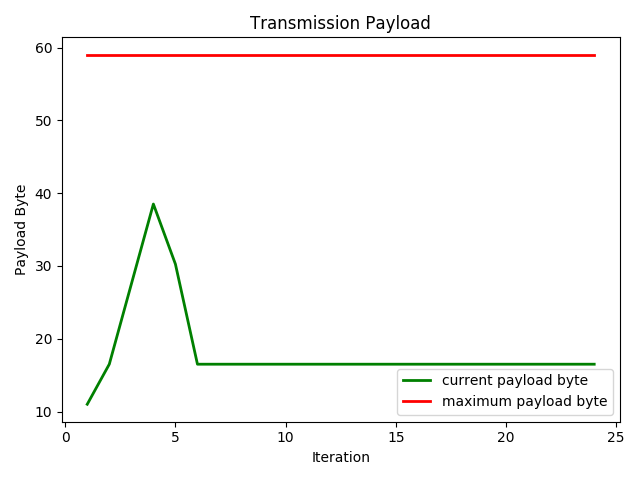 Transmission Payload
60
50
40
30
20
10
Payload Byte
0
5
10
15
20
25
Iteration
current payload byte
maximum payload byte